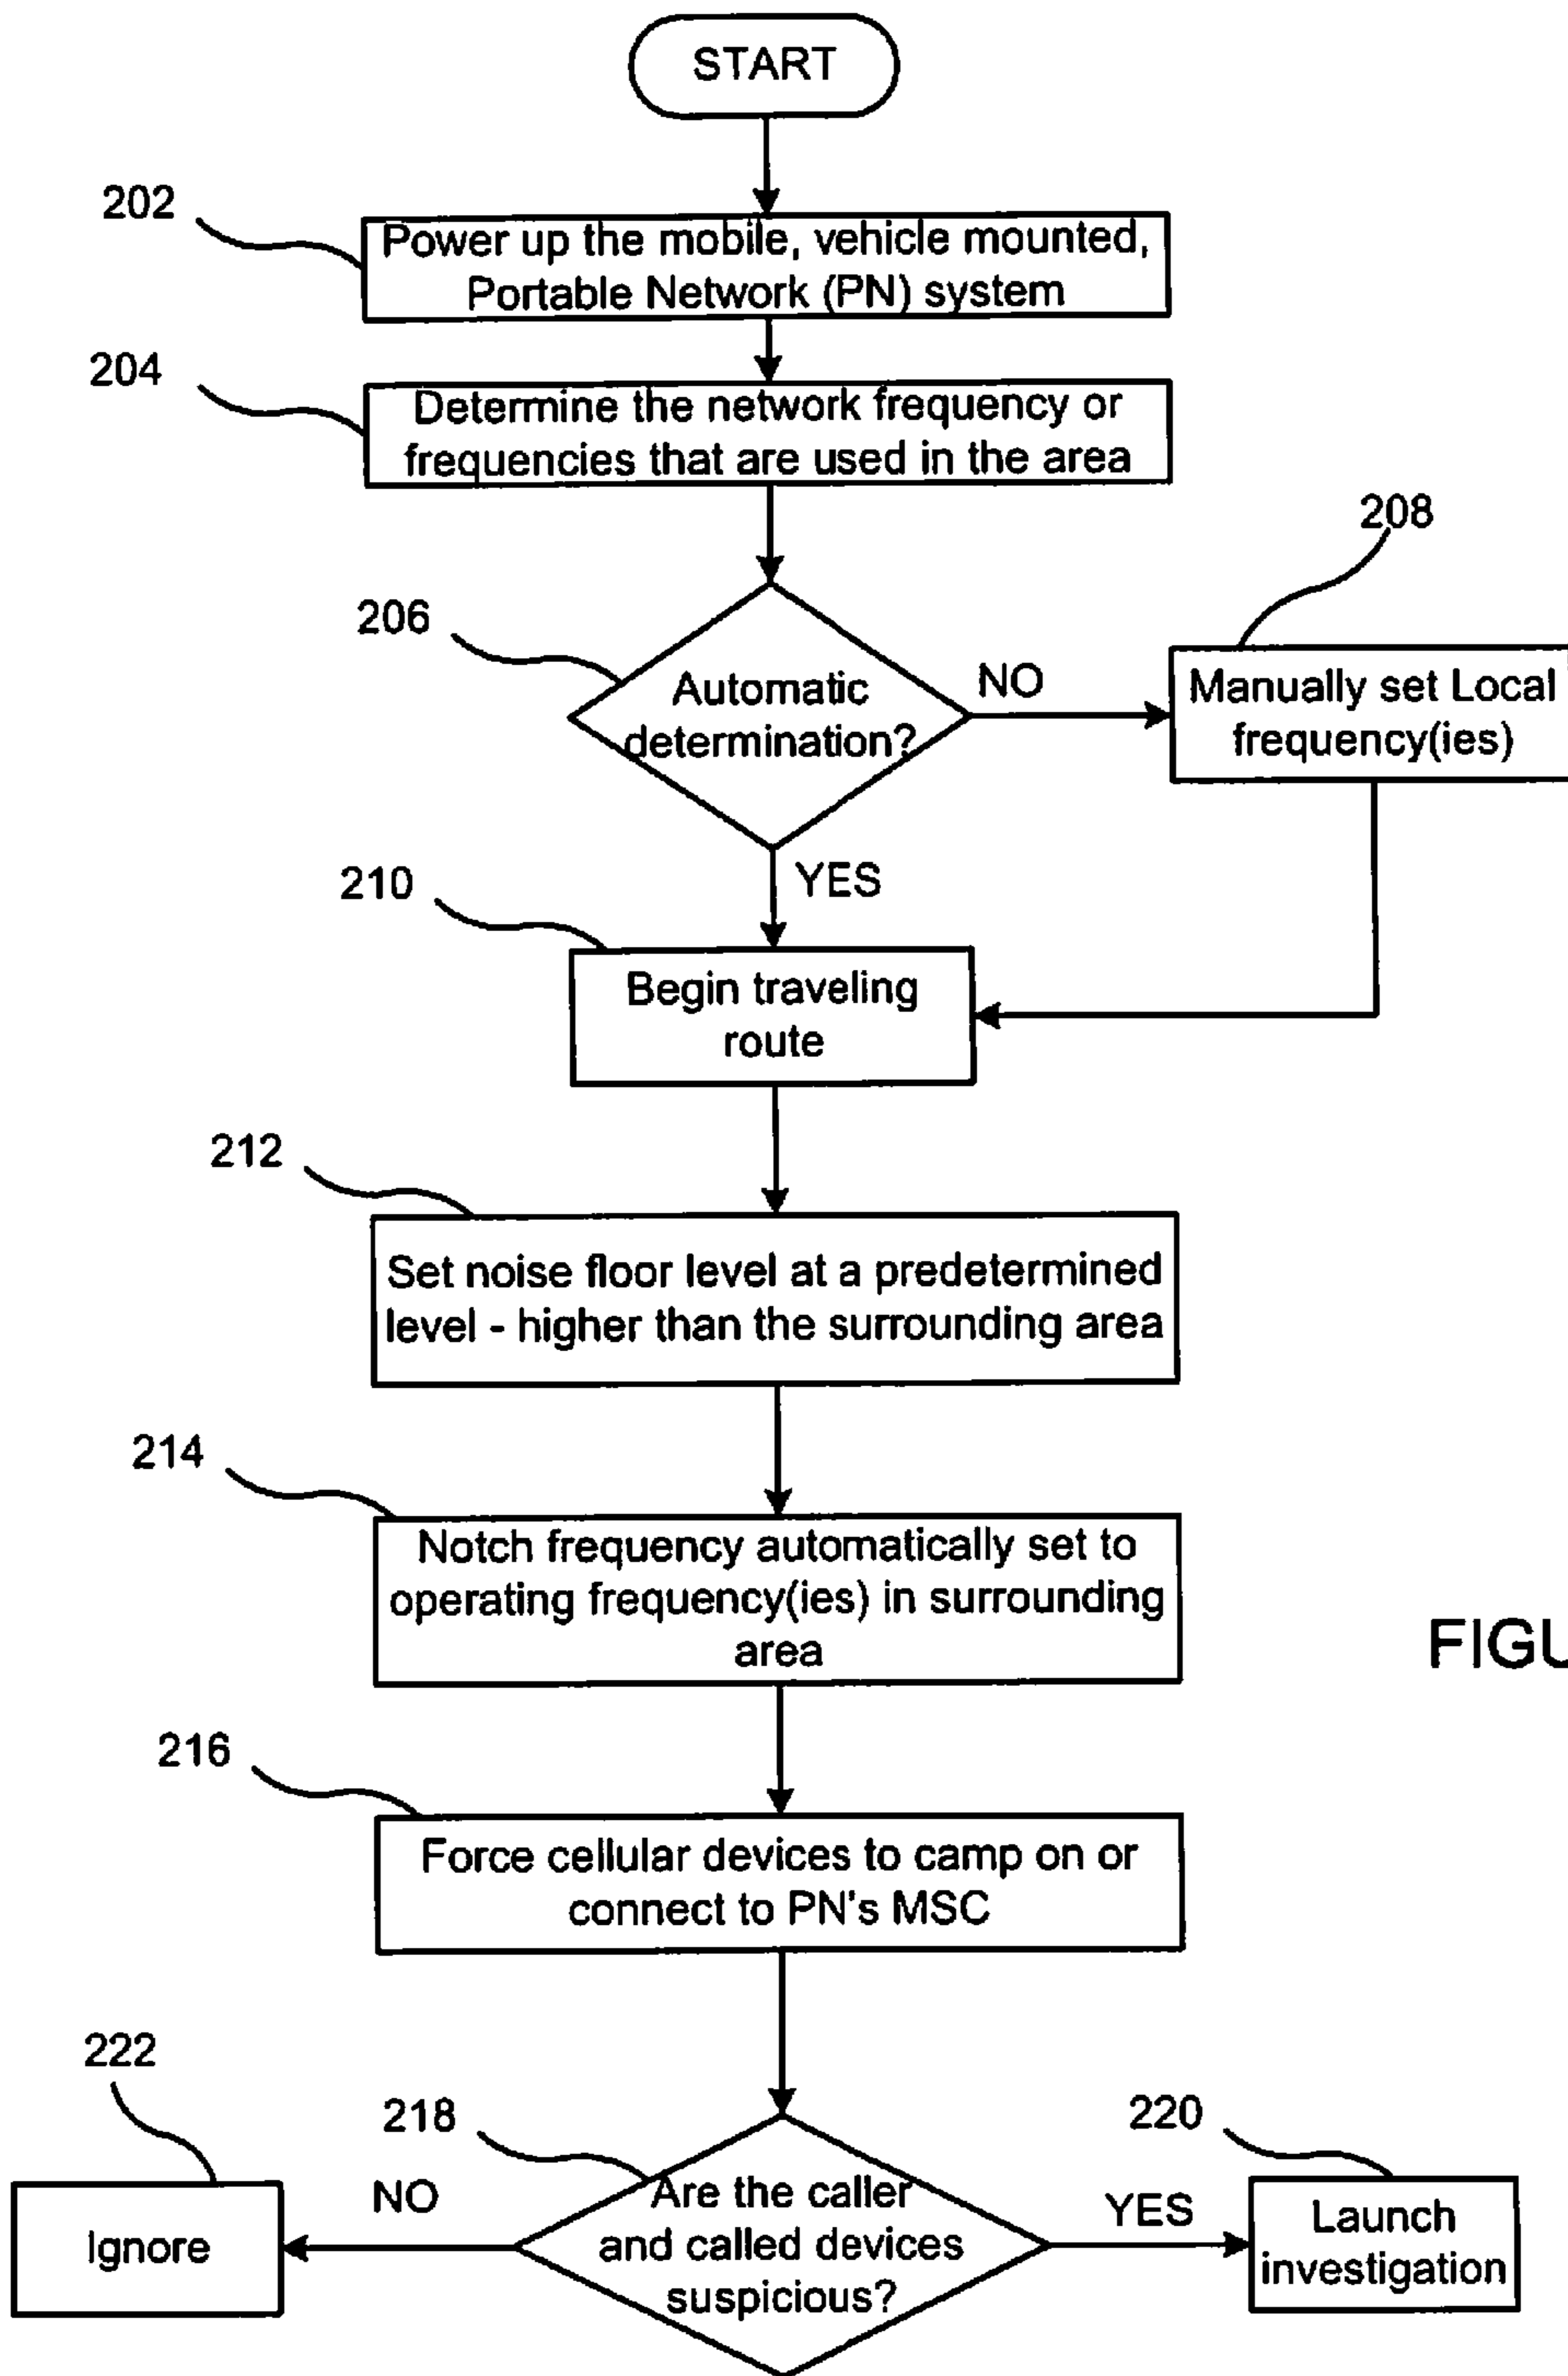 START
202
Power up the mobile, vehicle mounted,
Portable Network (PN) system
204
Determine the network frequency or
frequencies that are used in the area
206
Automatic
determination?
NO
208
Manually set Local
frequency(ies)
YES
210
Begin traveling
route
212
Set noise floor level at a predetermined
level - higher than the surrounding area
214
Notch frequency automatically set to
operating frequency(ies) in surrounding
area
FIGU
216
Force cellular devices to camp on or
connect to PN's MSC
218
Are the caller
and called devices
suspicious?
NO
222
Ignore
YES
220
Launch
investigation